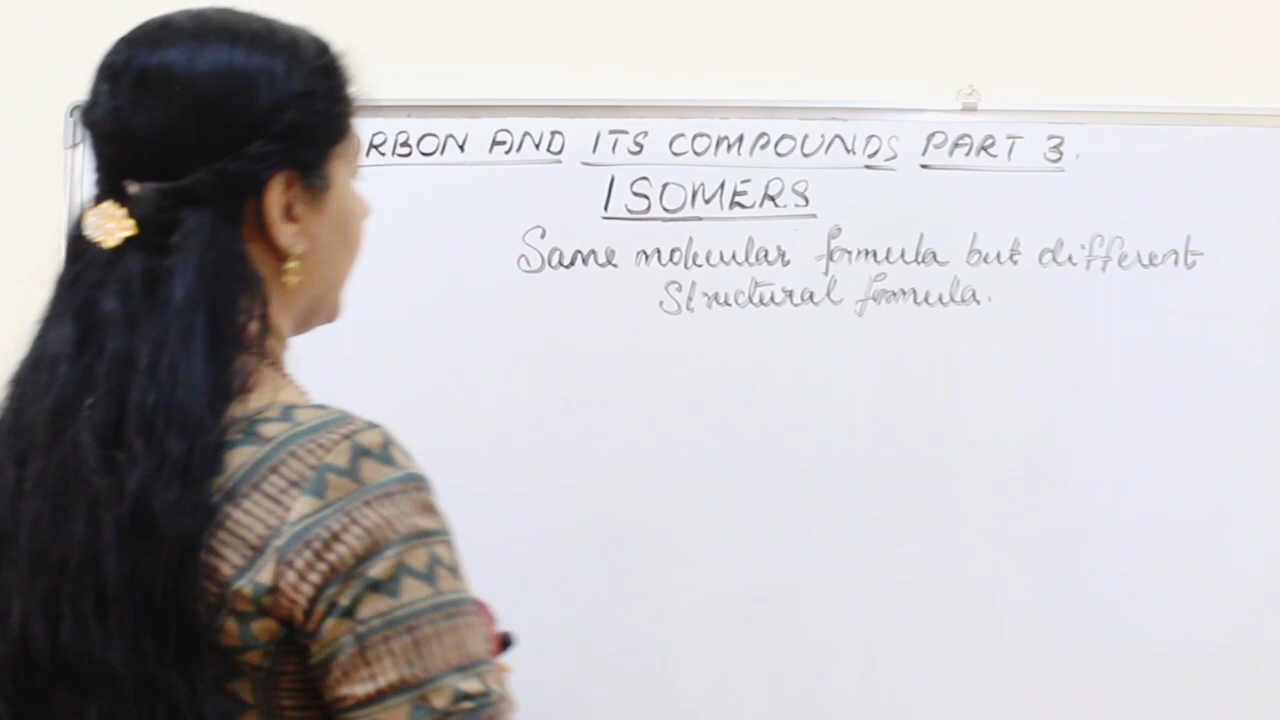 RBON AND ITS COMPOUNDS PART 3.
ISOMERS
Same molecular formula but different
Structural formula.